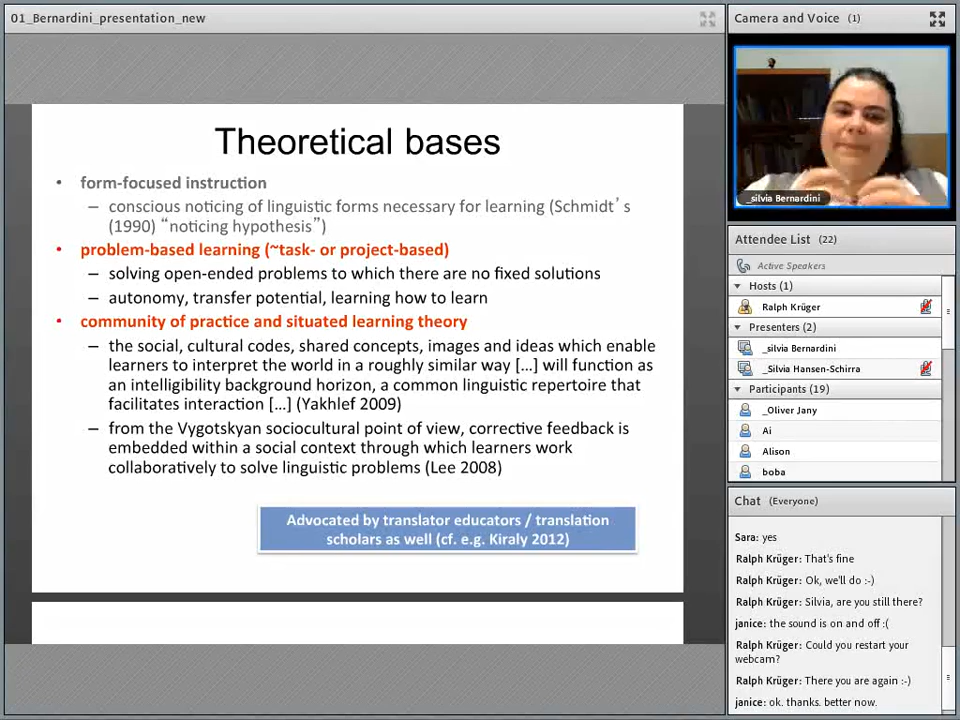 01_Bernardini_presentation_new
Theoretical bases
• form-focused instruction
– conscious noticing of linguistic forms necessary for learning (Schmidt’s
(1990) “noticing hypothesis”)
• problem-based learning (~task- or project-based)
– solving open-ended problems to which there are no fixed solutions
– autonomy, transfer potential, learning how to learn
• community of practice and situated learning theory
– the social, cultural codes, shared concepts, images and ideas which enable
learners to interpret the world in a roughly similar way […] will function as
an intelligibility background horizon, a common linguistic repertoire that
facilitates interaction […] (Yakhlef 2009)
– from the Vygotskyan sociocultural point of view, corrective feedback is
embedded within a social context through which learners work
collaboratively to solve linguistic problems (Lee 2008)
Advocated by translator educators / translation
scholars as well (cf. e.g. Kiraly 2012)
Camera and Voice (1)
_silvia Bernardini
Attendee List (22)
Active Speakers
Hosts (1)
Ralph Krüger
Presenters (2)
_silvia Bernardini
_Silvia Hansen-Schirra
Participants (19)
_Oliver Jany
Ai
Alison
boba
Chat (Everyone)
Sara: yes
Ralph Krüger: That's fine
Ralph Krüger: Ok, we'll do :-)
Ralph Krüger: Silvia, are you still there?
janice: the sound is on and off :(
Ralph Krüger: Could you restart your
webcam?
Ralph Krüger: There you are again :-)
janice: ok. thanks. better now.